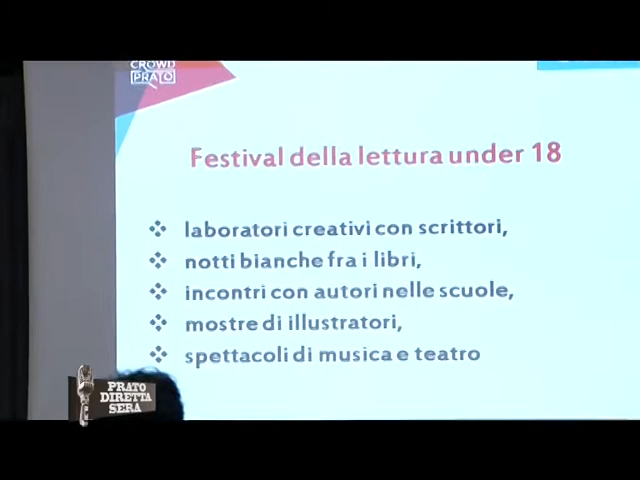 CROWD
PRATO
Festival della lettura under 18
laboratori creativi con scrittori,
notti bianche fra i libri,
incontri con autori nelle scuole,
mostre di illustratori,
spettacoli di musica e teatro
PRATO
DIRETTA
SERA